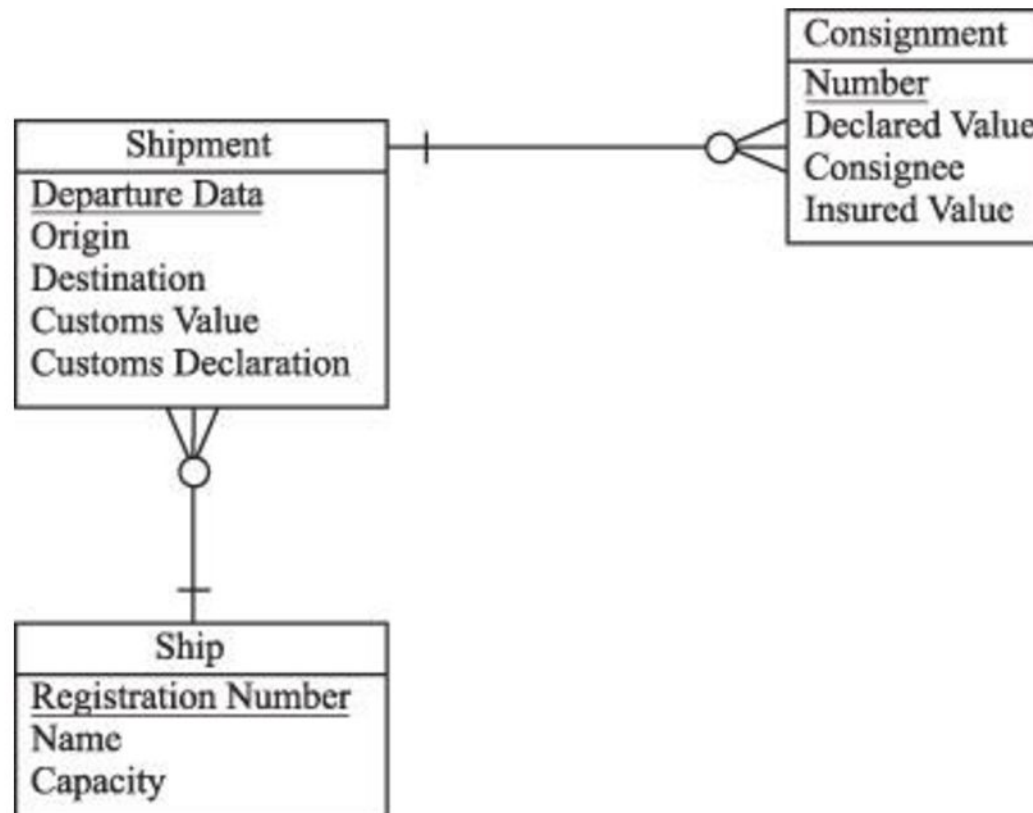 Consignment
Number
Declared Value
Consignee
Insured Value
Shipment
Departure Data
Origin
Destination
Customs Value
Customs Declaration
Ship
Registration Number
Name
Capacity